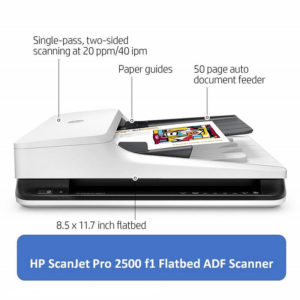 Single-pass, two-sided
scanning at 20 ppm/40 ipm
Paper guides
50 page auto
document feeder
8.5 x 11.7 inch flatbed
HP ScanJet Pro 2500 f1 Flatbed ADF Scanner